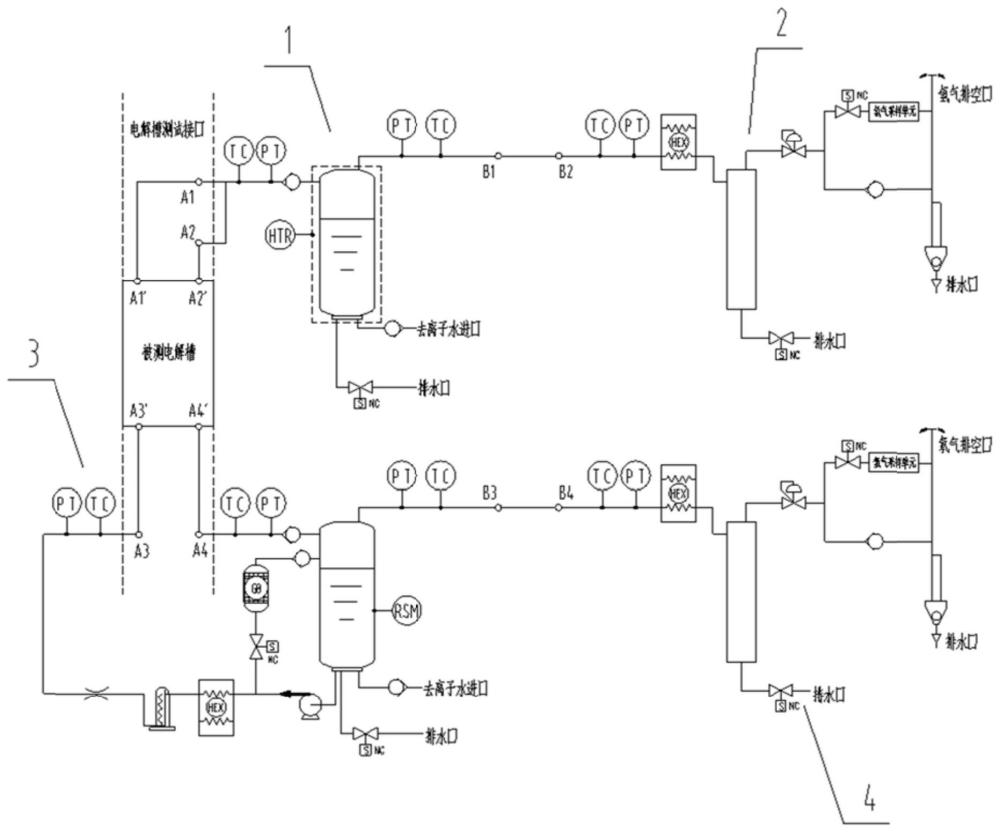 1
2
电解槽测试接口
TC
PT
PT
TC
TC
PT
HEX
S NC
氢气采样单元
氢气排空口
A1
A2
B1
B2
HTR
A1'
A2'
被测电解槽
A3'
A4'
去离子水进口
S NC
排水口
S NC
排水口
排水口
3
PT
TC
A3
A4
TC
PT
PT
TC
B3
B4
TC
PT
HEX
S NC
氧气采样单元
氧气排空口
RSM
S
NC
HEX
去离子水进口
S NC
排水口
S NC
排水口
排水口
4